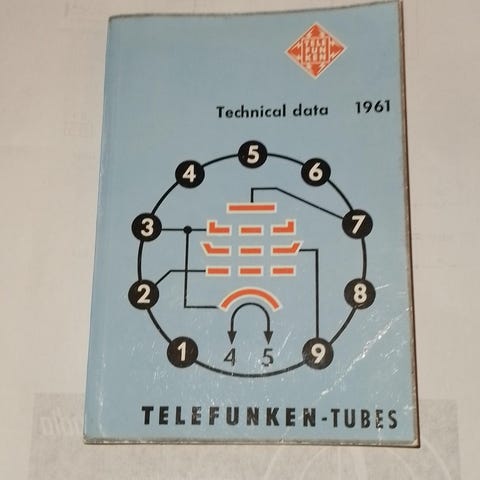 TELE
FUN
KEN
Technical data 1961
5
4 6
3 7
2 8
1 4 5 9
TELEFUNKEN-TUBES